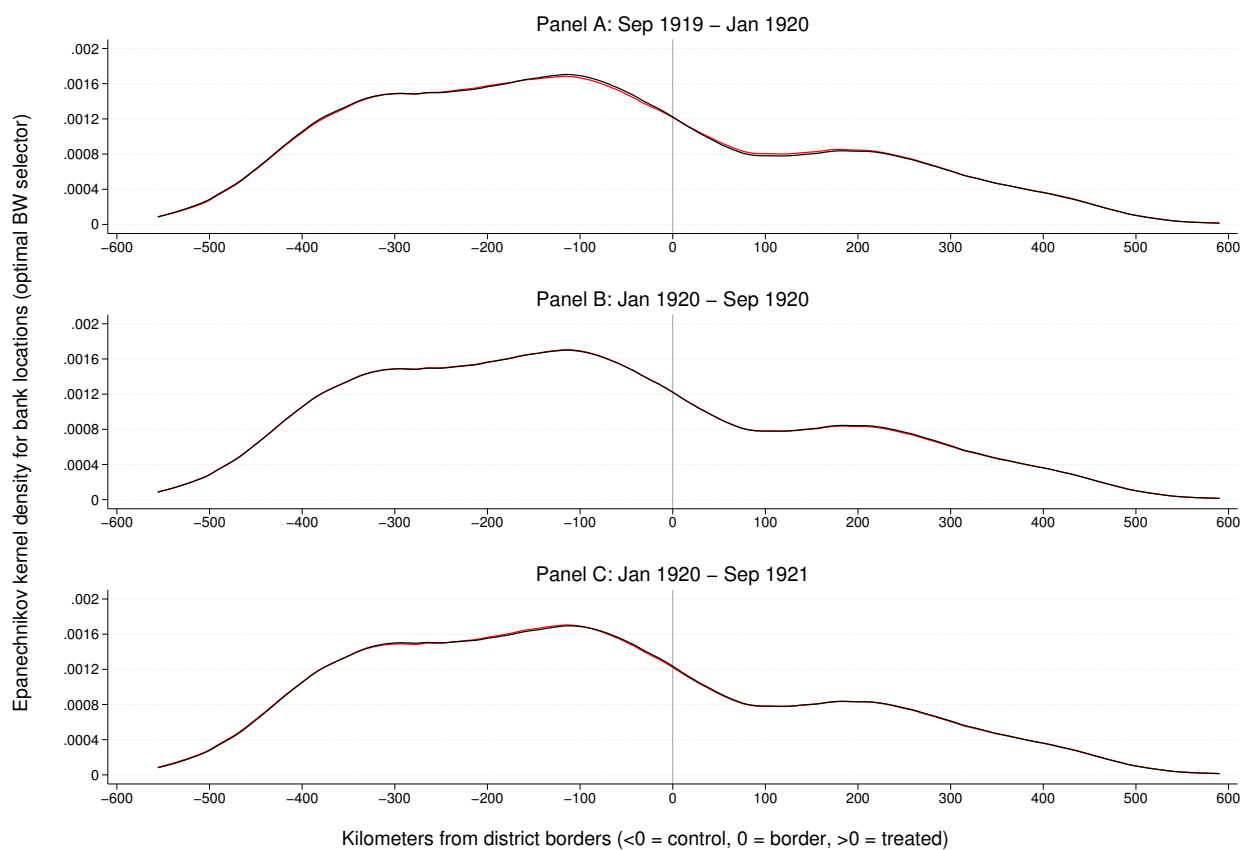 Panel A: Sep 1919 − Jan 1920
.002
.0016
.0012
.0008
.0004
0
−600 −500 −400 −300 −200 −100 0 100 200 300 400 500 600
Panel B: Jan 1920 − Sep 1920
.002
.0016
.0012
.0008
.0004
0
−600 −500 −400 −300 −200 −100 0 100 200 300 400 500 600
Panel C: Jan 1920 − Sep 1921
.002
.0016
.0012
.0008
.0004
0
−600 −500 −400 −300 −200 −100 0 100 200 300 400 500 600
Epanechnikov kernel density for bank locations (optimal BW selector)
Kilometers from district borders (<0 = control, 0 = border, >0 = treated)